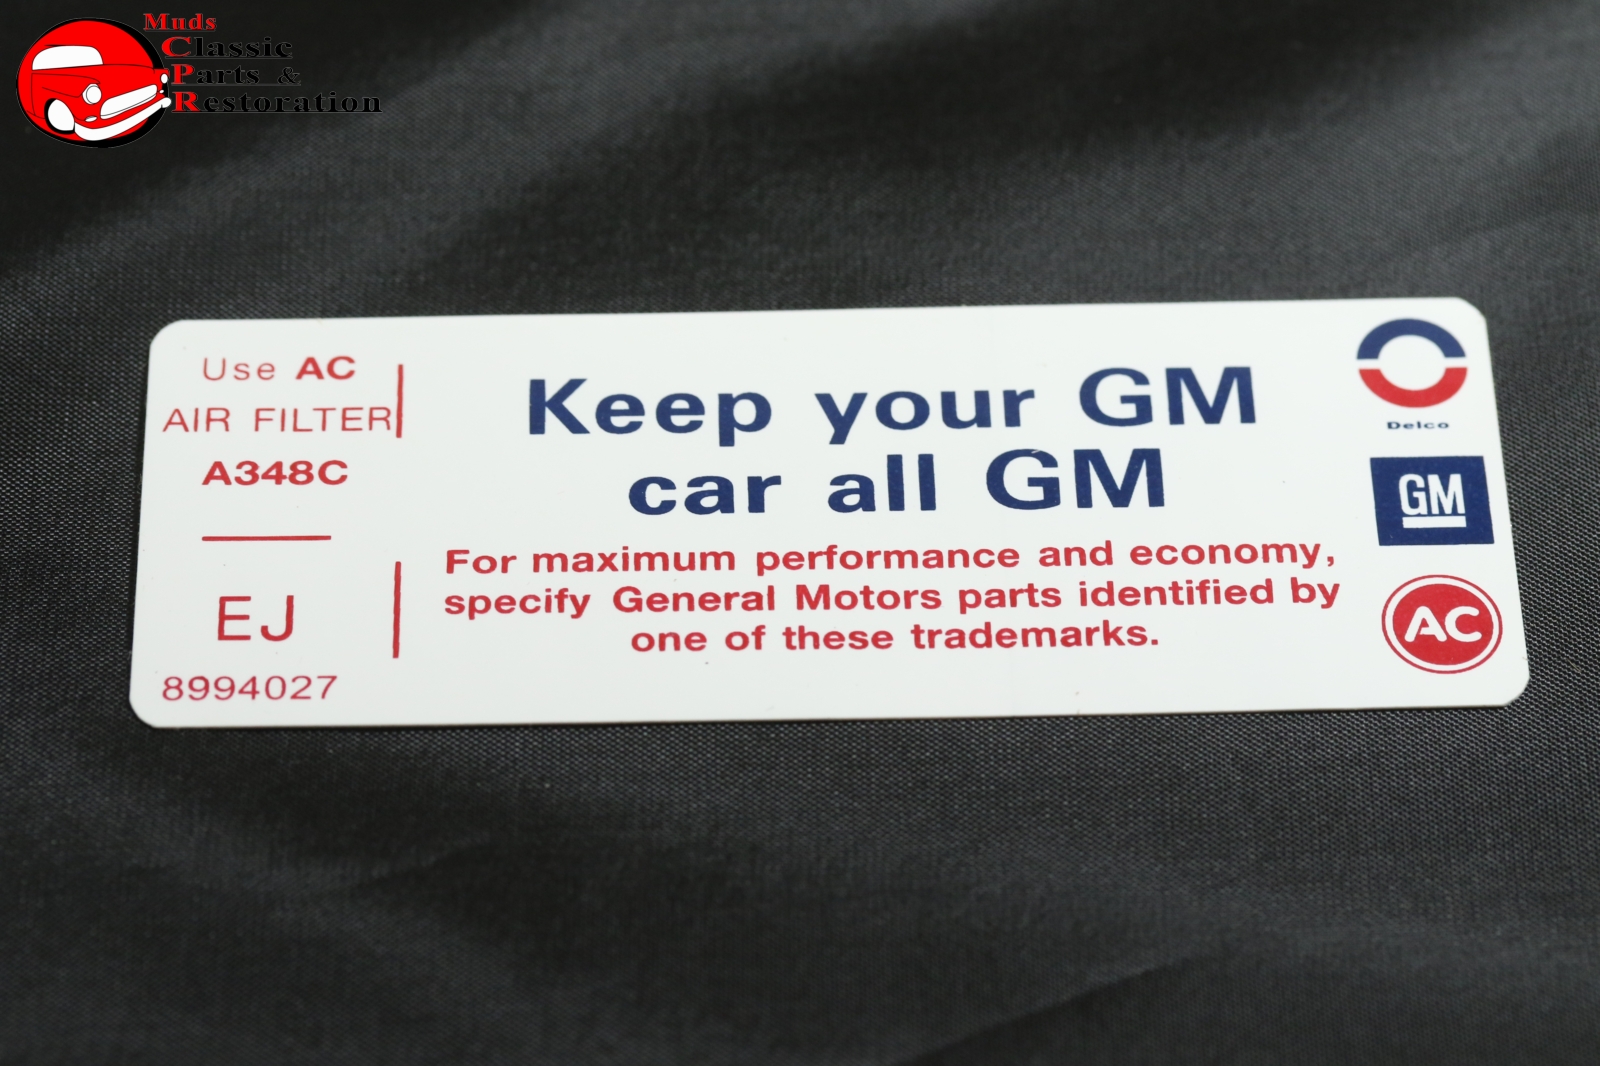 Muds
Classic
Parts &
Restoration
Use AC
AIR FILTER
A348C
EJ
8994027
Keep your GM
car all GM
For maximum performance and economy,
specify General Motors parts identified by
one of these trademarks.
Delco
GM
AC